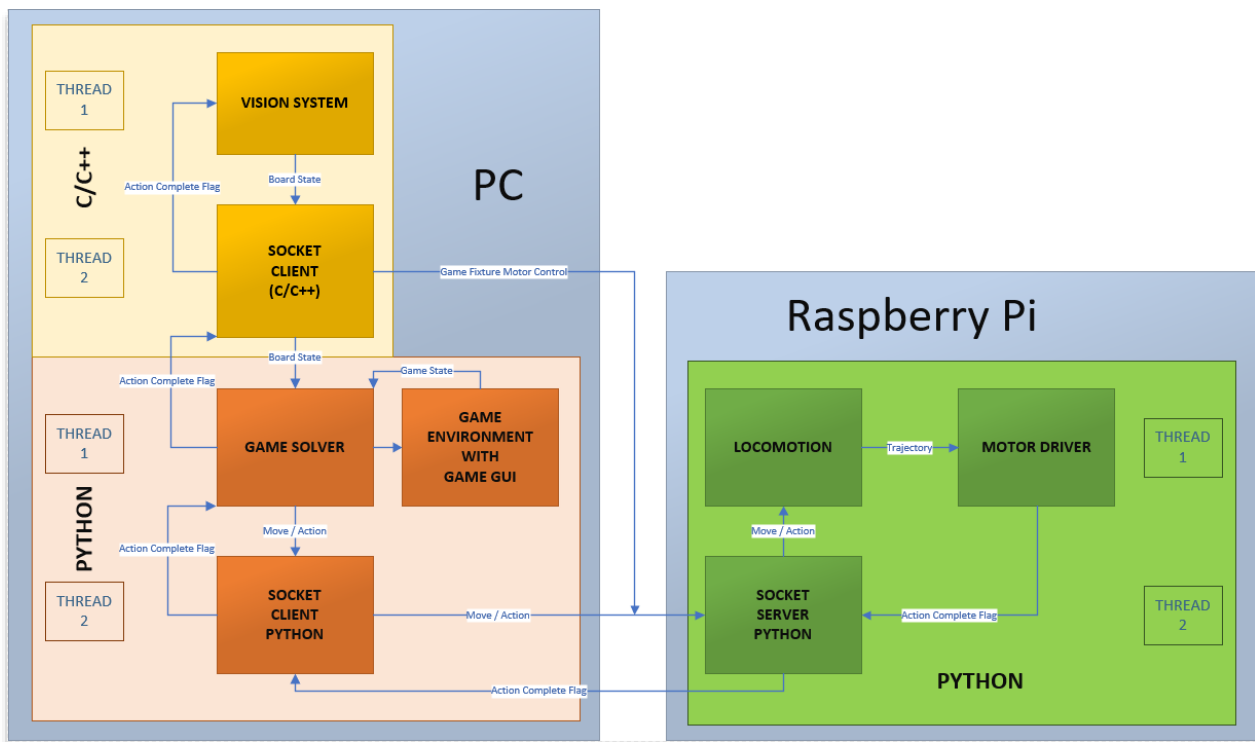 THREAD
1
VISION SYSTEM
C/C++
Action Complete Flag
Board State
PC
THREAD
2
SOCKET
CLIENT
(C/C++)
Game Fixture Motor Control
Board State
Action Complete Flag
Game State
THREAD
1
GAME SOLVER
GAME
ENVIRONMENT
WITH
GAME GUI
PYTHON
Move / Action
Action Complete Flag
THREAD
2
SOCKET
CLIENT
PYTHON
Move / Action
Action Complete Flag
Raspberry Pi
LOCOMOTION
Trajectory
MOTOR DRIVER
THREAD
1
Move / Action
SOCKET
SERVER
PYTHON
Action Complete Flag
THREAD
2
PYTHON